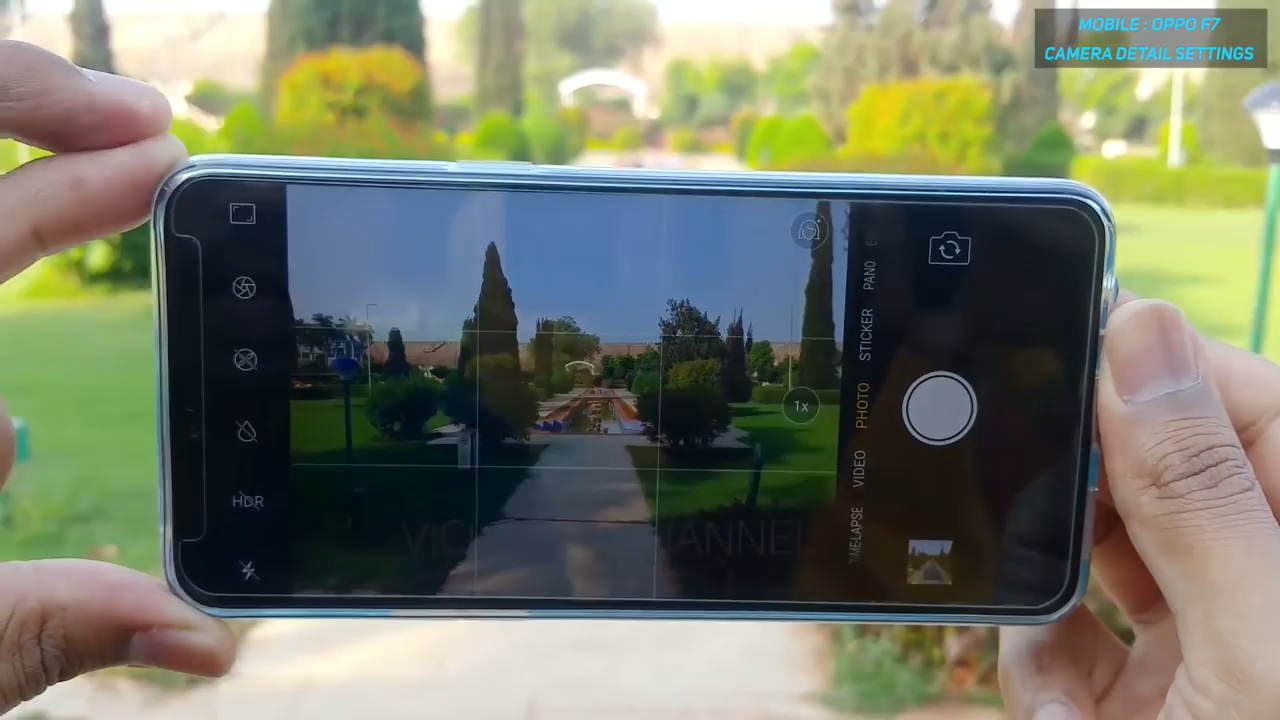 MOBILE : OPPO F7
CAMERA DETAIL SETTINGS
PANO
STICKER
PHOTO
VIDEO
TIME-LAPSE
1x
HDR